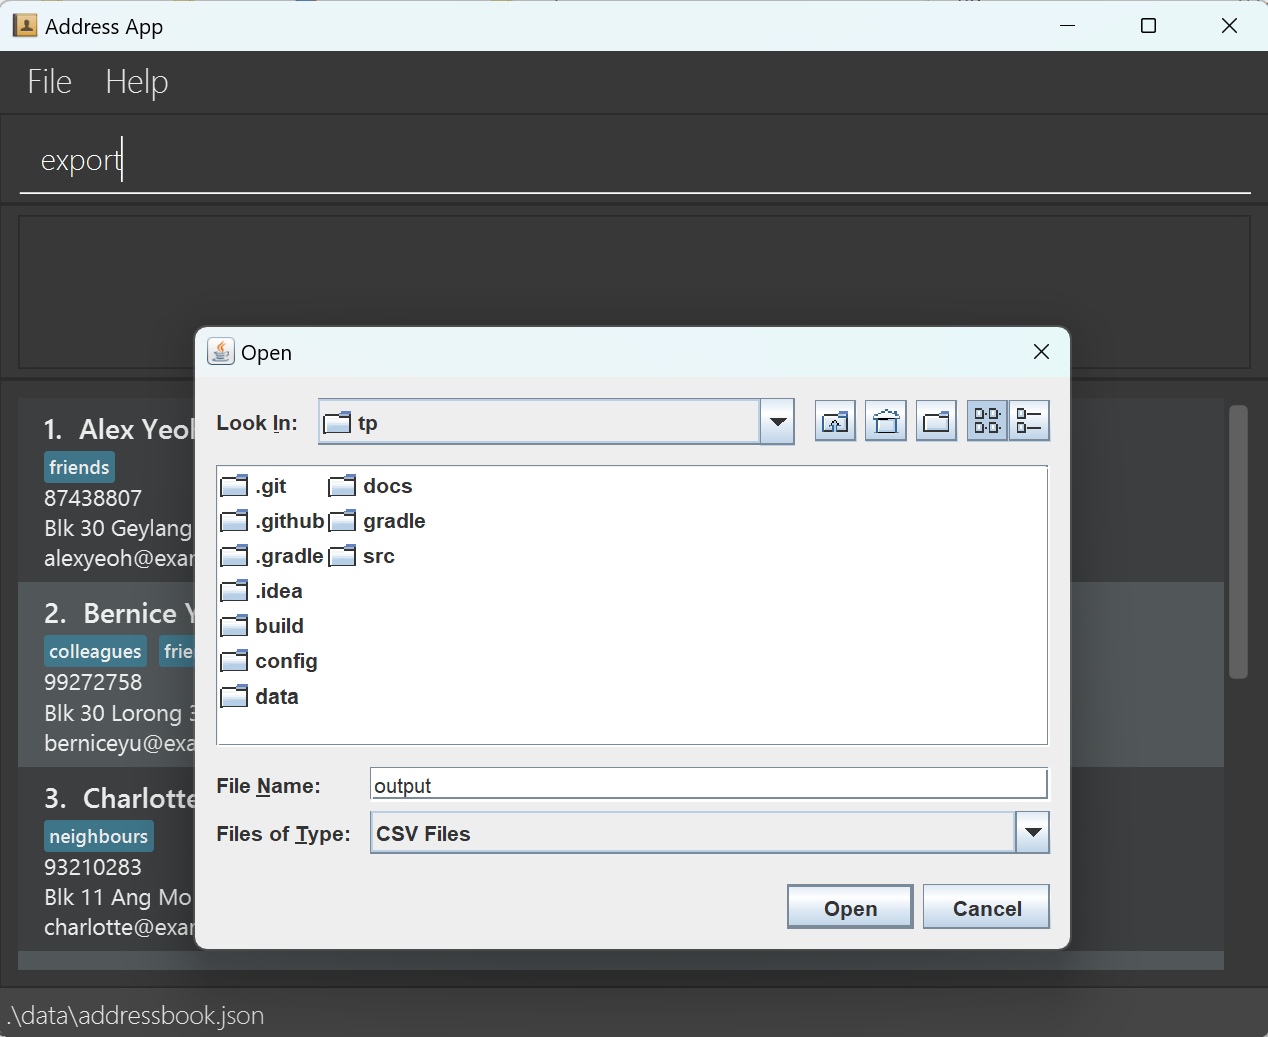 Address App
File Help
export
Open
Look In: tp
.git docs
.github gradle
.gradle src
.idea
build
config
data
File Name: output
Files of Type: CSV Files
Open Cancel
1. Alex Yeoh
friends
87438807
Blk 30 Geylang
alexyeoh@exar
2. Bernice Y
colleagues frie
99272758
Blk 30 Lorong 3
berniceyu@exa
3. Charlotte
neighbours
93210283
Blk 11 Ang Mo
charlotte@exar
.\data\addressbook.json